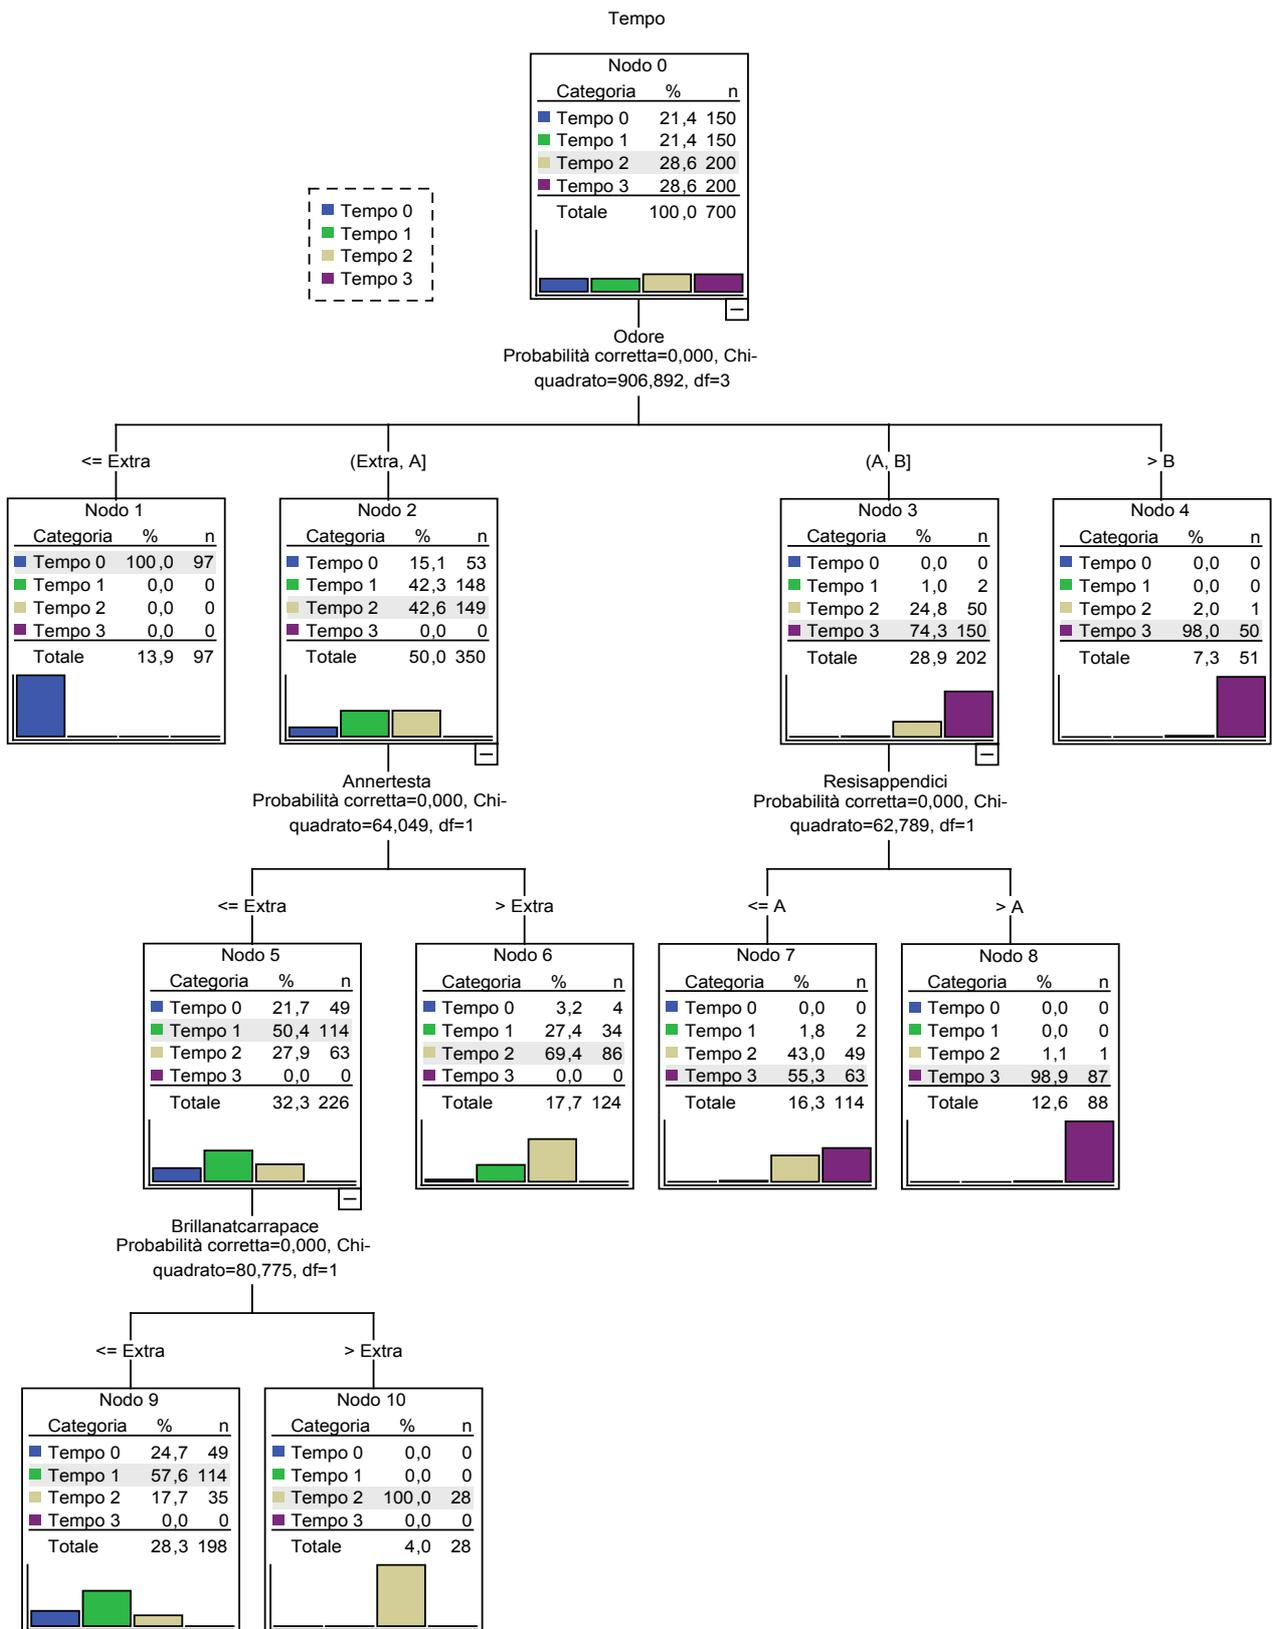 Tempo
Nodo 0
Categoria % n
Tempo 0 21,4 150
Tempo 1 21,4 150
Tempo 2 28,6 200
Tempo 3 28,6 200
Totale 100,0 700
Tempo 0
Tempo 1
Tempo 2
Tempo 3
Odore
Probabilità corretta=0,000, Chi-
quadrato=906,892, df=3
<= Extra
(Extra, A]
(A, B]
> B
Nodo 1
Categoria % n
Tempo 0 100,0 97
Tempo 1 0,0 0
Tempo 2 0,0 0
Tempo 3 0,0 0
Totale 13,9 97
Nodo 2
Categoria % n
Tempo 0 15,1 53
Tempo 1 42,3 148
Tempo 2 42,6 149
Tempo 3 0,0 0
Totale 50,0 350
Nodo 3
Categoria % n
Tempo 0 0,0 0
Tempo 1 1,0 2
Tempo 2 24,8 50
Tempo 3 74,3 150
Totale 28,9 202
Nodo 4
Categoria % n
Tempo 0 0,0 0
Tempo 1 0,0 0
Tempo 2 2,0 1
Tempo 3 98,0 50
Totale 7,3 51
Annertesta
Probabilità corretta=0,000, Chi-
quadrato=64,049, df=1
Resisappendici
Probabilità corretta=0,000, Chi-
quadrato=62,789, df=1
<= Extra
> Extra
<= A
> A
Nodo 5
Categoria % n
Tempo 0 21,7 49
Tempo 1 50,4 114
Tempo 2 27,9 63
Tempo 3 0,0 0
Totale 32,3 226
Nodo 6
Categoria % n
Tempo 0 3,2 4
Tempo 1 27,4 34
Tempo 2 69,4 86
Tempo 3 0,0 0
Totale 17,7 124
Nodo 7
Categoria % n
Tempo 0 0,0 0
Tempo 1 1,8 2
Tempo 2 43,0 49
Tempo 3 55,3 63
Totale 16,3 114
Nodo 8
Categoria % n
Tempo 0 0,0 0
Tempo 1 0,0 0
Tempo 2 1,1 1
Tempo 3 98,9 87
Totale 12,6 88
Brillanatcarrapace
Probabilità corretta=0,000, Chi-
quadrato=80,775, df=1
<= Extra
> Extra
Nodo 9
Categoria % n
Tempo 0 24,7 49
Tempo 1 57,6 114
Tempo 2 17,7 35
Tempo 3 0,0 0
Totale 28,3 198
Nodo 10
Categoria % n
Tempo 0 0,0 0
Tempo 1 0,0 0
Tempo 2 100,0 28
Tempo 3 0,0 0
Totale 4,0 28